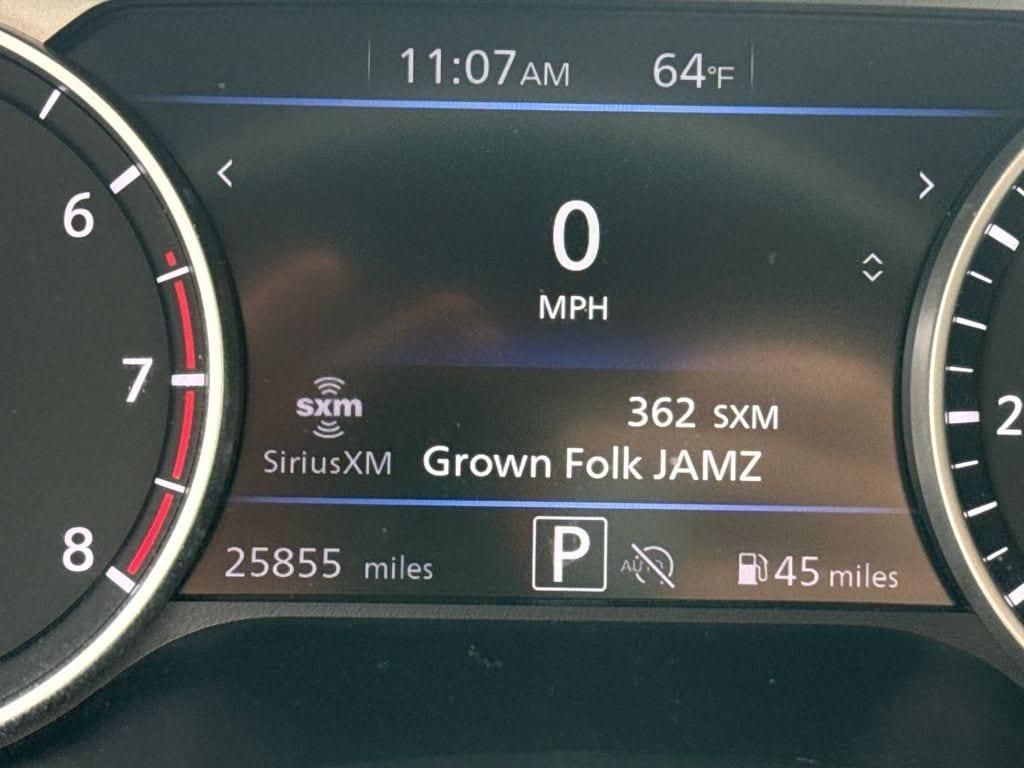 11:07AM 64°F
6
0
MPH
7
2
sxm
362 SXM
SiriusXM Grown Folk JAMZ
8
25855 miles P AUTO 45 miles